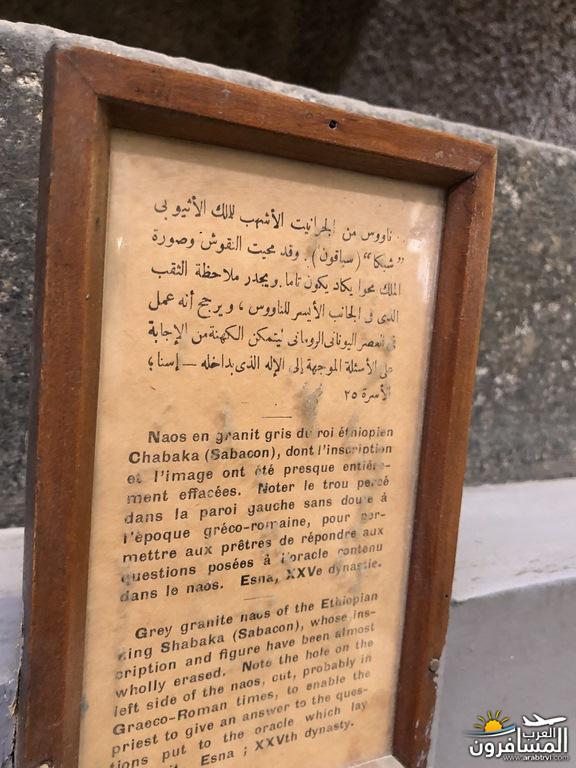 ناووس من الجرانيت الأشهب للملك الأثيوبى
"شبكا" (سباقون). وقد محيت النقوش وصورة
الملك محوا يكاد يكون تاما. ويجدر ملاحظة الثقب
الذى فى الجانب الأيسر للناووس، ويرجح أنه عمل
فى العصر اليونانى الرومانى ليتمكن الكهنة من الإجابة
على الأسئلة الموجهة إلى الإله الذى بداخله — إسنا؛
الأسرة ٢٥
Naos en granit gris du roi éthiopien
Chabaka (Sabacon), dont l'inscription
et l'image ont été presque entière-
ment effacées. Noter le trou percé
dans la paroi gauche sans doute à
l'époque gréco-romaine, pour per-
mettre aux prêtres de répondre aux
questions posées à l'oracle contenu
dans le naos. Esna, XXVe dynastie.
Grey granite naos of the Ethiopian
king Shabaka (Sabacon), whose ins-
cription and figure have been almost
wholly erased. Note the hole on the
left side of the naos, cut, probably in
Graeco-Roman times, to enable the
priest to give an answer to the ques-
tions put to the oracle which lay
Esna ; XXVth dynasty.
العرب
المسافرون
www.arabtrvl.com